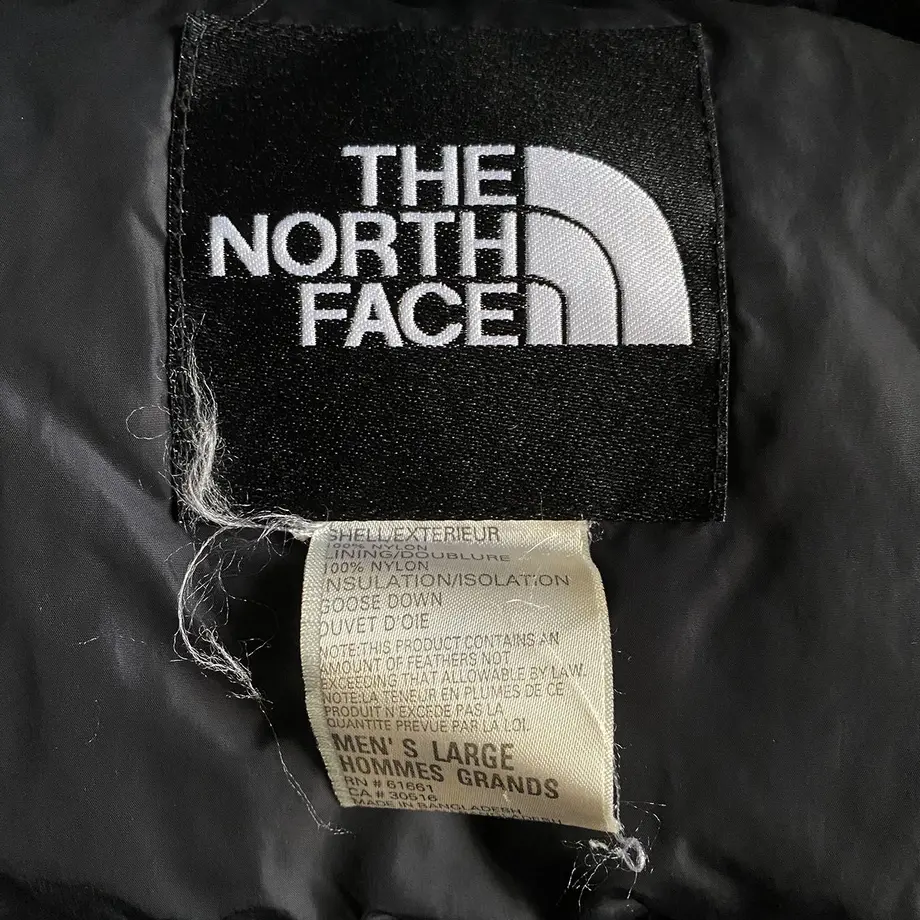 THE
NORTH
FACE
SHELL/EXTERIEUR
100% NYLON
LINING/DOUBLURE
100% NYLON
INSULATION/ISOLATION
GOOSE DOWN
DUVET D'OIE
NOTE:THIS PRODUCT CONTAINS AN
AMOUNT OF FEATHERS NOT
EXCEEDING THAT ALLOWABLE BY LAW.
NOTE:LA TENEUR EN PLUMES DE CE
PRODUIT N'EXCEDE PAS LA
QUANTITE PREVUE PAR LA LOI.
MEN'S LARGE
HOMMES GRANDS
RN # 61661
CA # 30516
MADE IN BANGLADESH